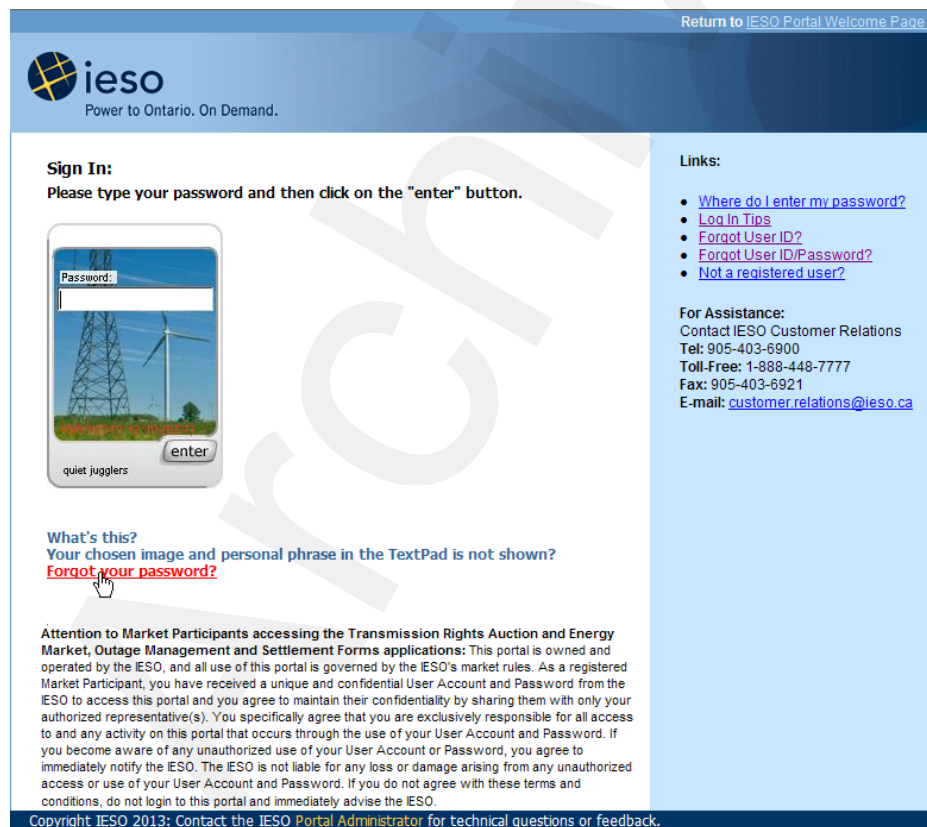 Return to IESO Portal Welcome Page
ieso
Power to Ontario. On Demand.
Sign In:
Please type your password and then click on the "enter" button.
Password:
enter
quiet jugglers
What's this?
Your chosen image and personal phrase in the TextPad is not shown?
Forgot your password?
Attention to Market Participants accessing the Transmission Rights Auction and Energy
Market, Outage Management and Settlement Forms applications: This portal is owned and
operated by the IESO, and all use of this portal is governed by the IESO's market rules. As a registered
Market Participant, you have received a unique and confidential User Account and Password from the
IESO to access this portal and you agree to maintain their confidentiality by sharing them with only your
authorized representative(s). You specifically agree that you are exclusively responsible for all access
to and any activity on this portal that occurs through the use of your User Account and Password. If
you become aware of any unauthorized use of your User Account or Password, you agree to
immediately notify the IESO. The IESO is not liable for any loss or damage arising from any unauthorized
access or use of your User Account and Password. If you do not agree with these terms and
conditions, do not login to this portal and immediately advise the IESO.
Links:
Where do I enter my password?
Log In Tips
Forgot User ID?
Forgot User ID/Password?
Not a registered user?
For Assistance:
Contact IESO Customer Relations
Tel: 905-403-6900
Toll-Free: 1-888-448-7777
Fax: 905-403-6921
E-mail: customer.relations@ieso.ca
Copyright IESO 2013: Contact the IESO Portal Administrator for technical questions or feedback.